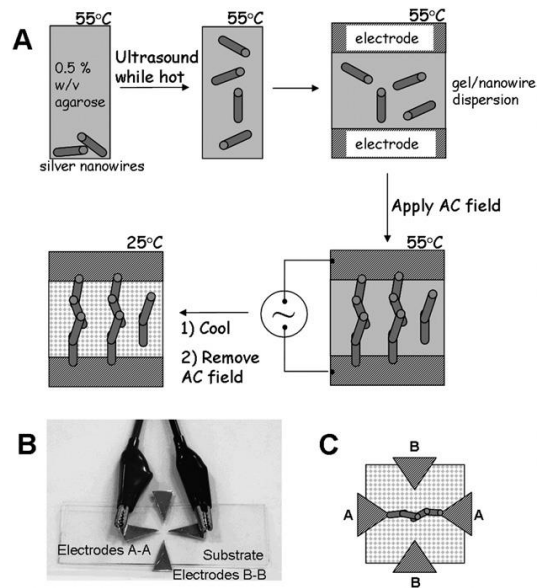 A
55°C
0.5 %
w/v
agarose
silver nanowires
Ultrasound
while hot
55°C
55°C
electrode
electrode
gel/nanowire
dispersion
Apply AC field
55°C
~
1) Cool
2) Remove
AC field
25°C
B
Electrodes A-A
Substrate
Electrodes B-B
C
B
A
A
B